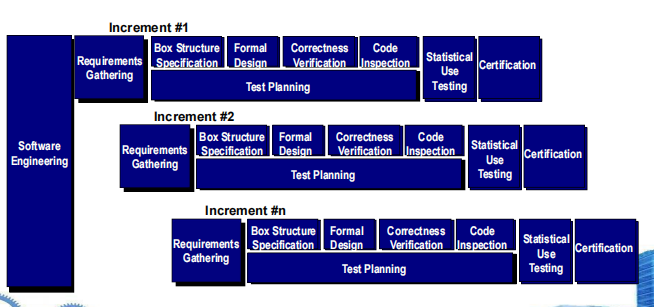 Increment #1
Software
Engineering
Requirements
Gathering
Box Structure
Specification
Formal
Design
Correctness
Verification
Code
Inspection
Test Planning
Statistical
Use
Testing
Certification
Increment #2
Requirements
Gathering
Box Structure
Specification
Formal
Design
Correctness
Verification
Code
Inspection
Test Planning
Statistical
Use
Testing
Certification
Increment #n
Requirements
Gathering
Box Structure
Specification
Formal
Design
Correctness
Verification
Code
Inspection
Test Planning
Statistical
Use
Testing
Certification